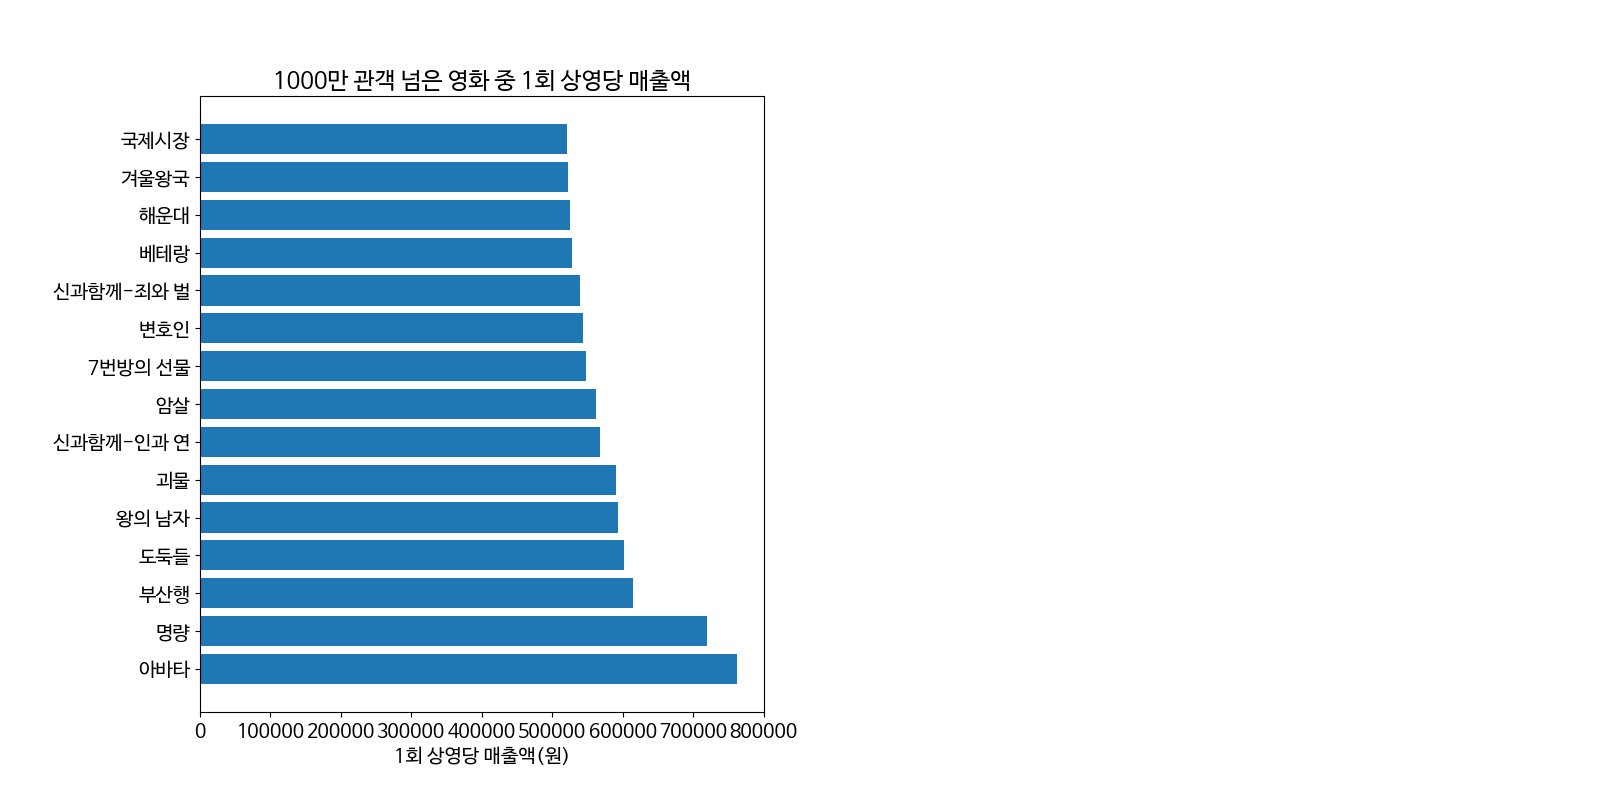 1000만 관객 넘은 영화 중 1회 상영당 매출액
국제시장
겨울왕국
해운대
베테랑
신과함께-죄와 벌
변호인
7번방의 선물
암살
신과함께-인과 연
괴물
왕의 남자
도둑들
부산행
명량
아바타
0 100000 200000 300000 400000 500000 600000 700000 800000
1회 상영당 매출액(원)